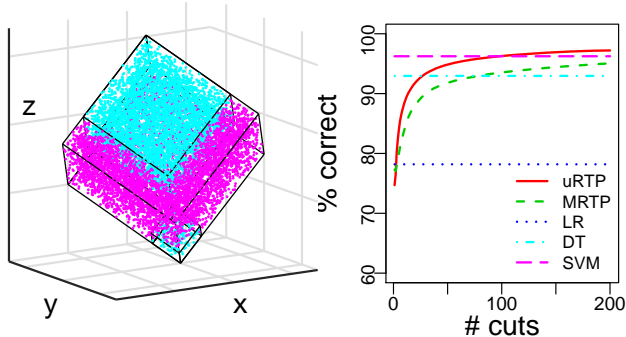 z
y
x
% correct
100
90
80
70
60
uRTP
MRTP
LR
DT
SVM
0
100
200
# cuts